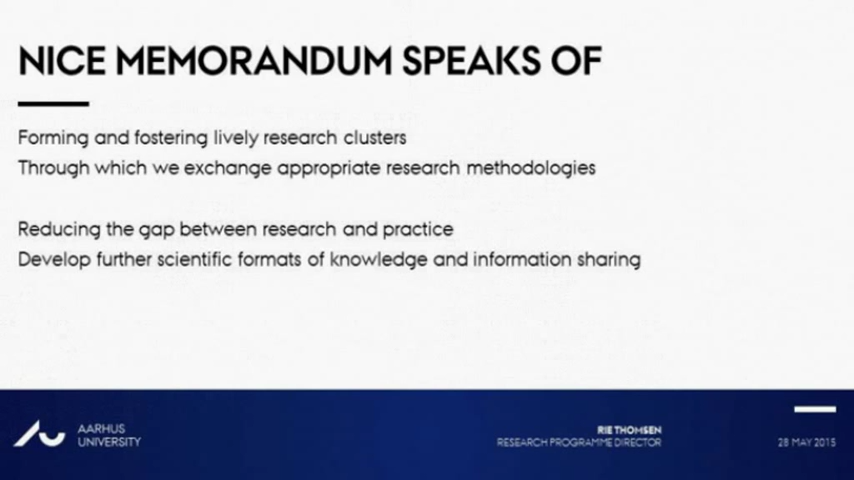 NICE MEMORANDUM SPEAKS OF
Forming and fostering lively research clusters
Through which we exchange appropriate research methodologies
Reducing the gap between research and practice
Develop further scientific formats of knowledge and information sharing
AARHUS
UNIVERSITY
RIE THOMSEN
RESEARCH PROGRAMME DIRECTOR
28 MAY 2015